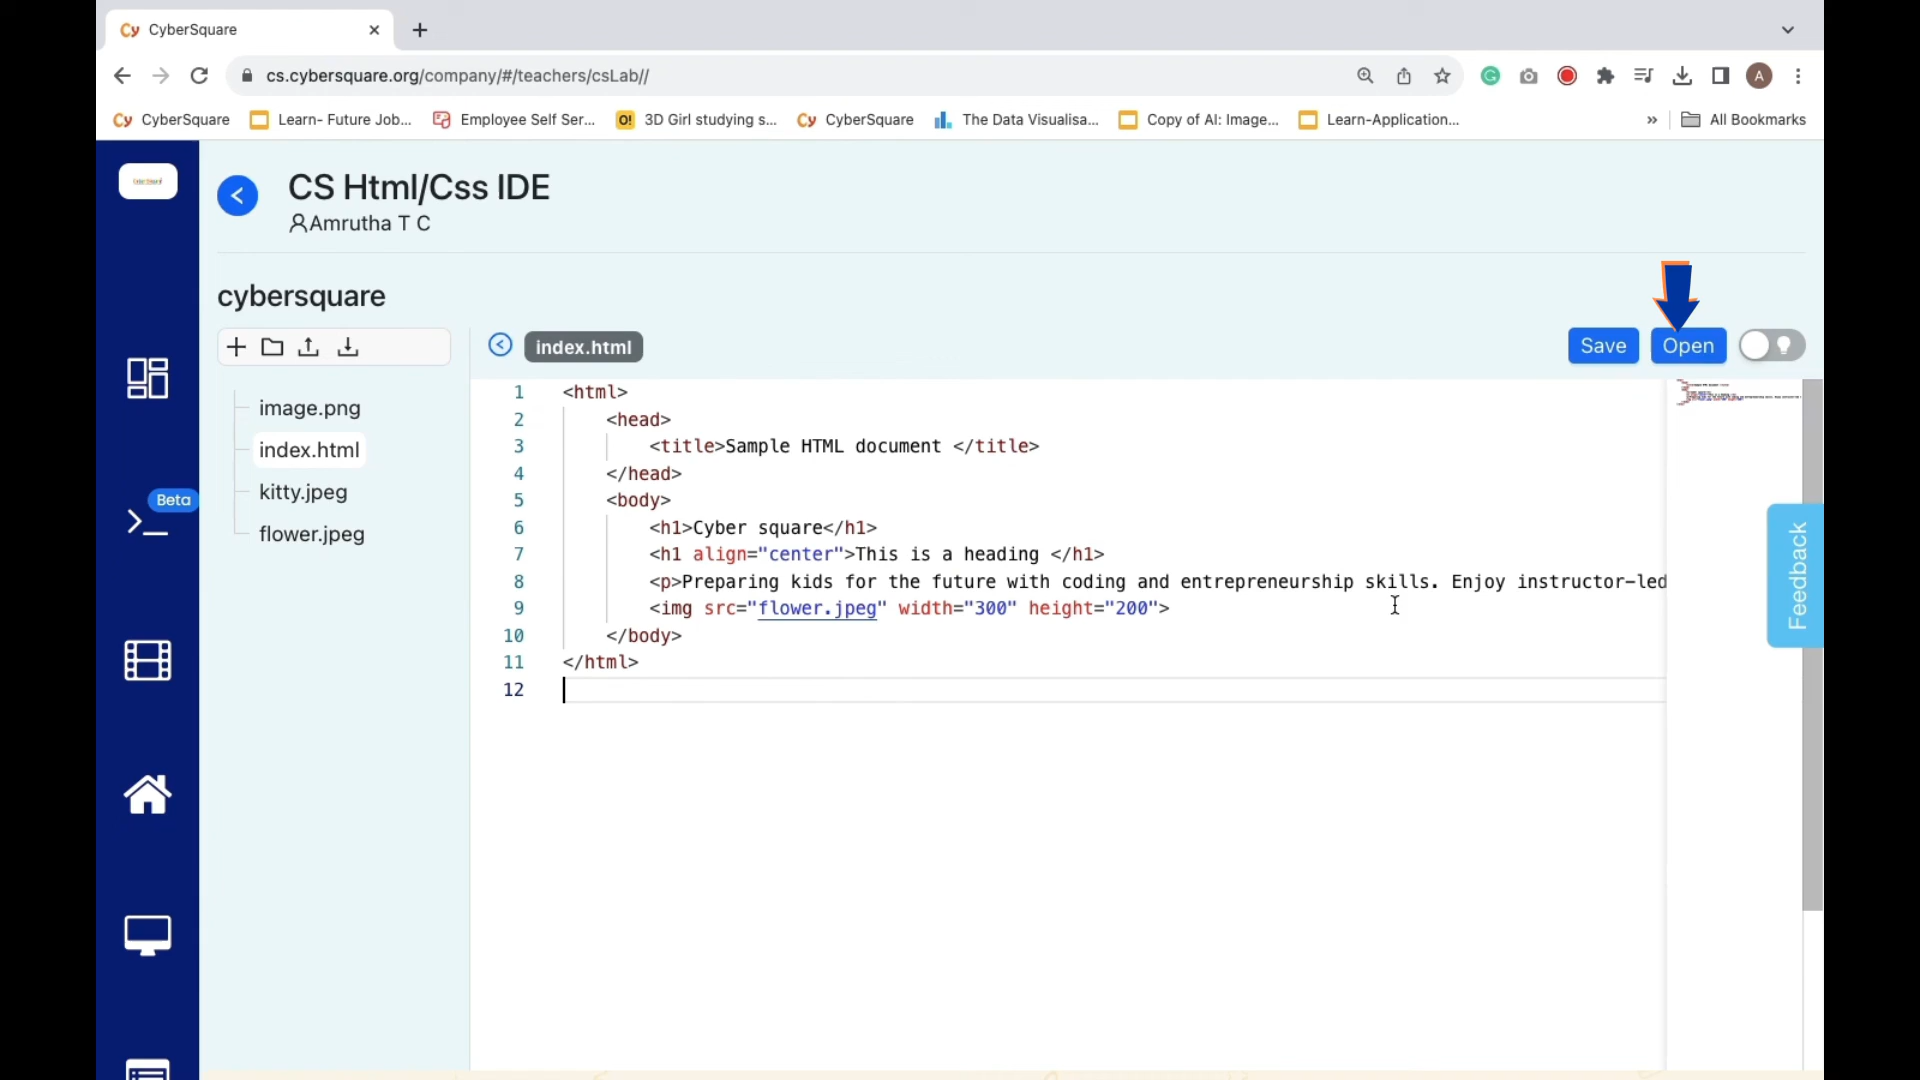 CyberSquare
cs.cybersquare.org/company/#/teachers/csLab//
A
CyberSquare
Learn- Future Job...
Employee Self Ser...
O!
3D Girl studying s...
CyberSquare
The Data Visualisa...
Copy of AI: Image...
Learn-Application...
»
All Bookmarks
CS Html/Css IDE
Amrutha T C
cybersquare
index.html
Save
Open
image.png
index.html
kitty.jpeg
flower.jpeg
Beta
1 <html>
2 <head>
3 <title>Sample HTML document </title>
4 </head>
5 <body>
6 <h1>Cyber square</h1>
7 <h1 align="center">This is a heading </h1>
8 <p>Preparing kids for the future with coding and entrepreneurship skills. Enjoy instructor-led
9 <img src="flower.jpeg" width="300" height="200">
10 </body>
11 </html>
12
Feedback